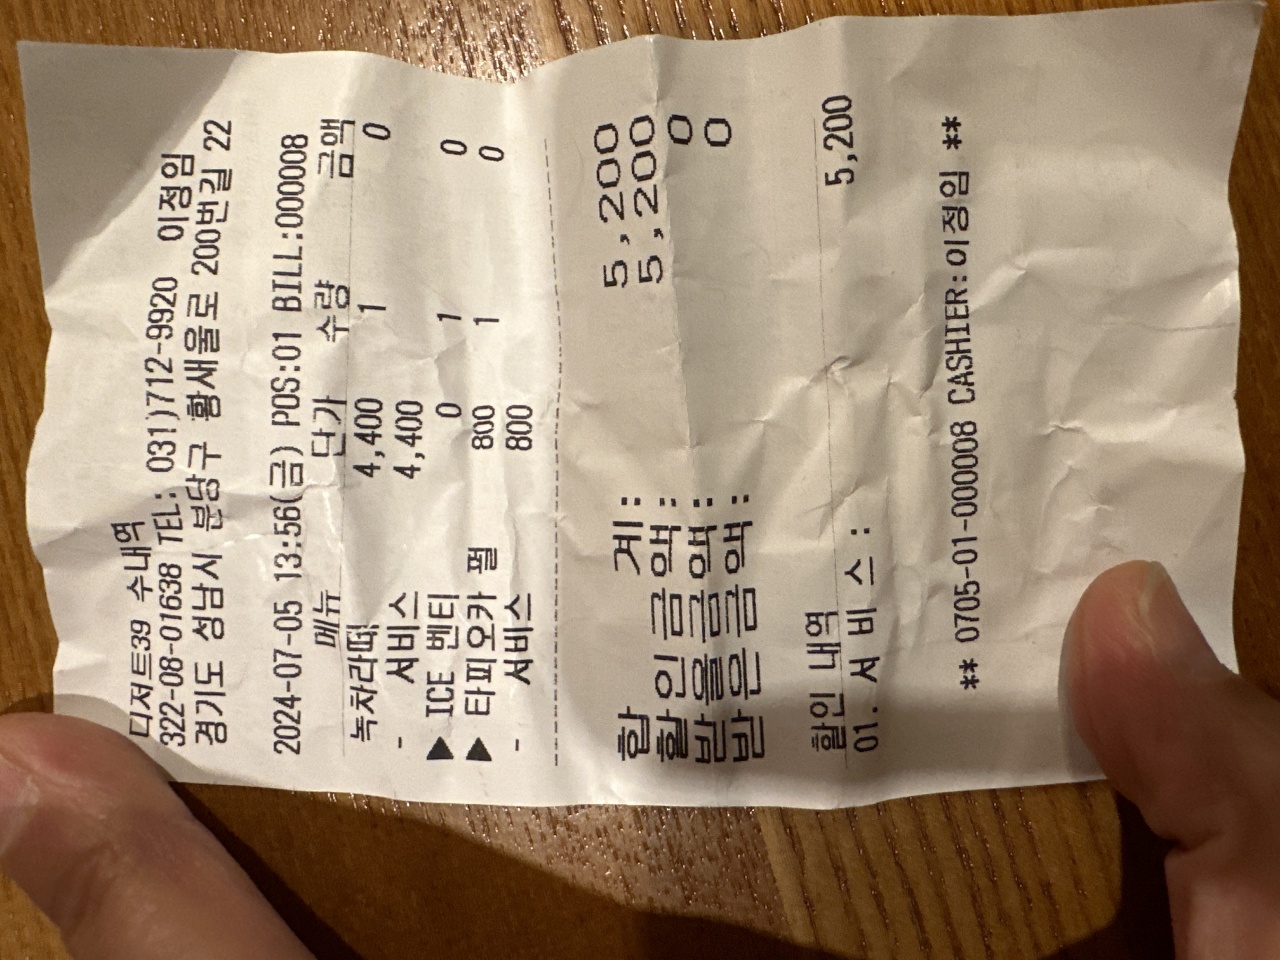 디저트39 수내역
322-08-01638 TEL: 031)712-9920 이정임
경기도 성남시 분당구 황새울로 200번길 22
2024-07-05 13:56(금) POS:01 BILL:000008
메뉴 단가 수량 금액
녹차라떼 4,400 1 0
- 서비스 4,400
▶ ICE 벤티 0 1 0
▶ 타피오카 펄 800 1 0
- 서비스 800
합 계: 5,200
할 인 금 액: 5,200
받 을 금 액: 0
받 은 금 액: 0
할인 내역
01. 서 비 스 : 5,200
** 0705-01-000008 CASHIER:이정임 **